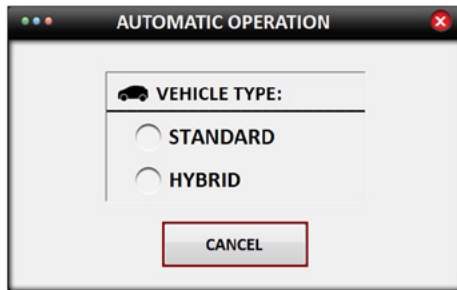 AUTOMATIC OPERATION
VEHICLE TYPE:
STANDARD
HYBRID
CANCEL